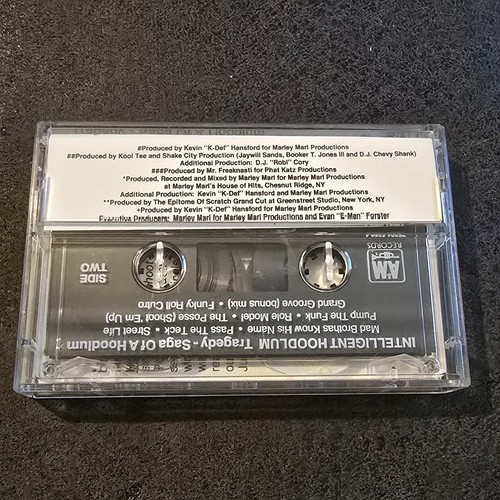 #Produced by Kevin "K-Def" Hansford for Marley Marl Productions
##Produced by Kool Tee and Shake City Production (Jaywill Sands, Booker T. Jones III and D.J. Chevy Shank)
Additional Production: D.J. "Robi" Cory
###Produced by Mr. Freaknasti for Phat Katz Productions
*Produced, Recorded and Mixed by Marley Marl for Marley Marl Productions
at Marley Marl's House of Hits, Chesnut Ridge, NY
Additional Production: Kevin "K-Def" Hansford and Marley Marl Productions
**Produced by The Epitome Of Scratch Grand Cut at Greenstreet Studio, New York, NY
+Produced by Kevin "K-Def" Hansford for Marley Marl Productions
Executive Producers: Marley Marl for Marley Marl Productions and Evan "E-Man" Forster
INTELLIGENT HOODLUM Tragedy - Saga Of A Hoodlum
Mad Brothas Know His Name • Pass The Teck • Street Life
Pump The Funk • Role Model • The Posse (Shoot 'Em Up)
Grand Groove (bonus mix) • Funky Roll Cutro
SIDE
TWO
A&M
RECORDS